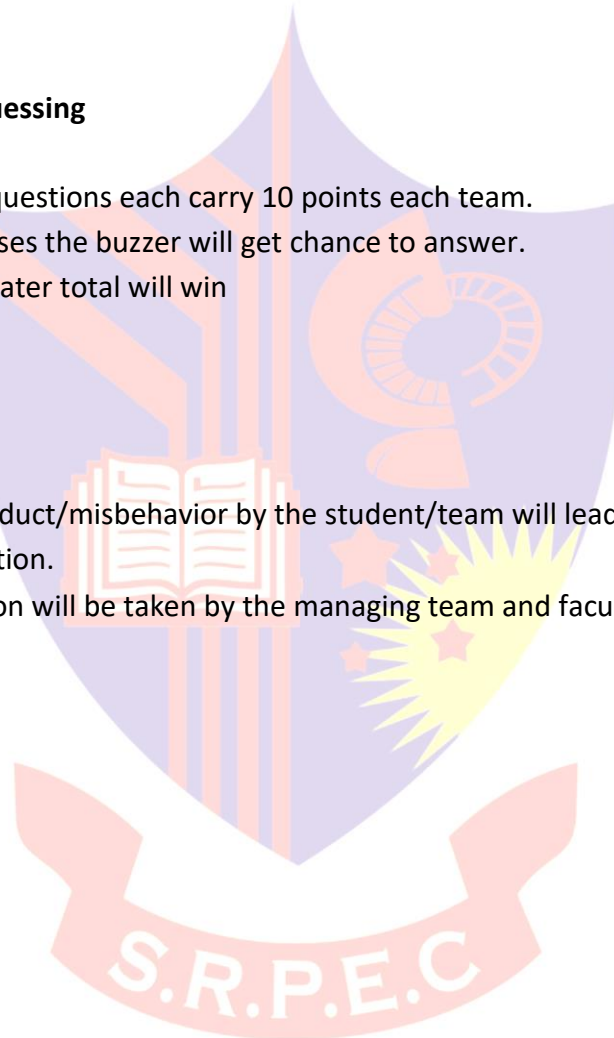 uessing
questions each carry 10 points each team.
ses the buzzer will get chance to answer.
ater total will win
duct/misbehavior by the student/team will lead
tion.
on will be taken by the managing team and facu
S.R.P.E.C